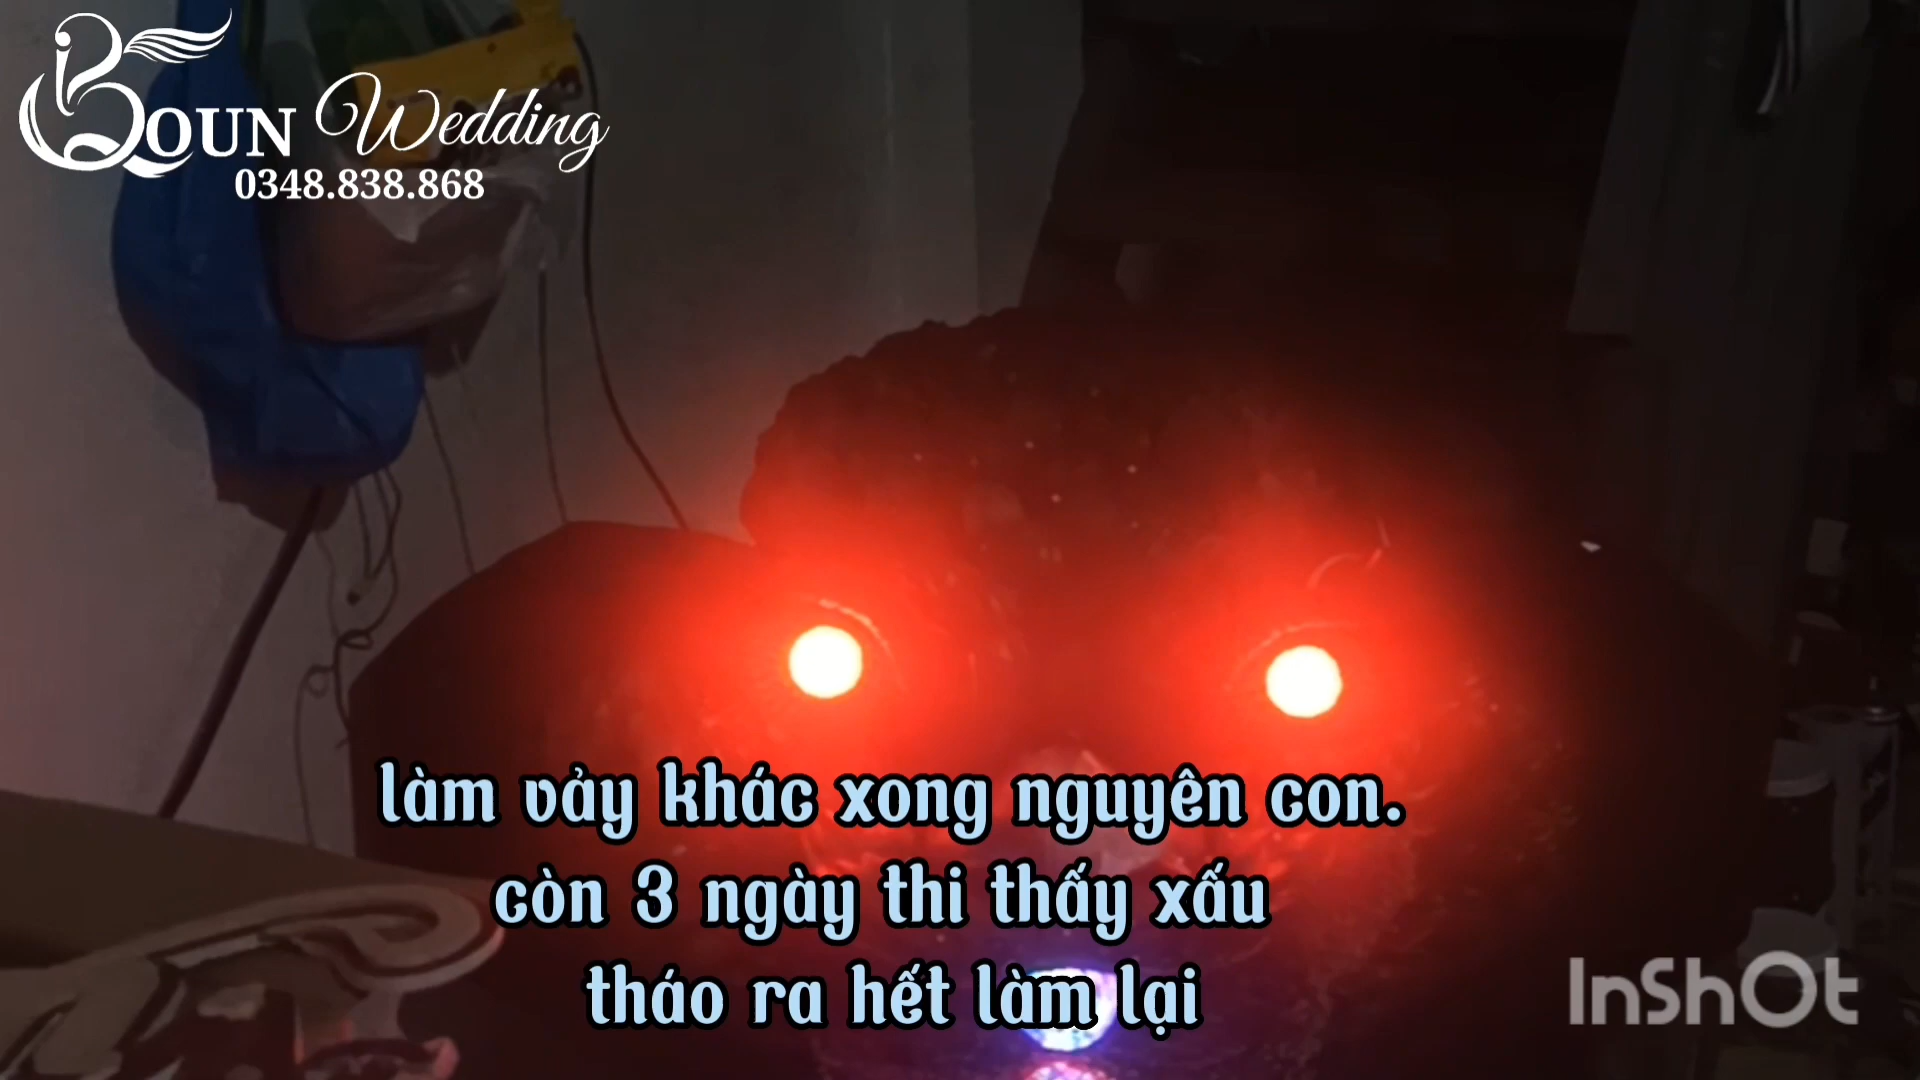 BOUN Wedding
0348.838.868
làm vảy khác xong nguyên con.
còn 3 ngày thi thấy xấu
tháo ra hết làm lại
InShOt